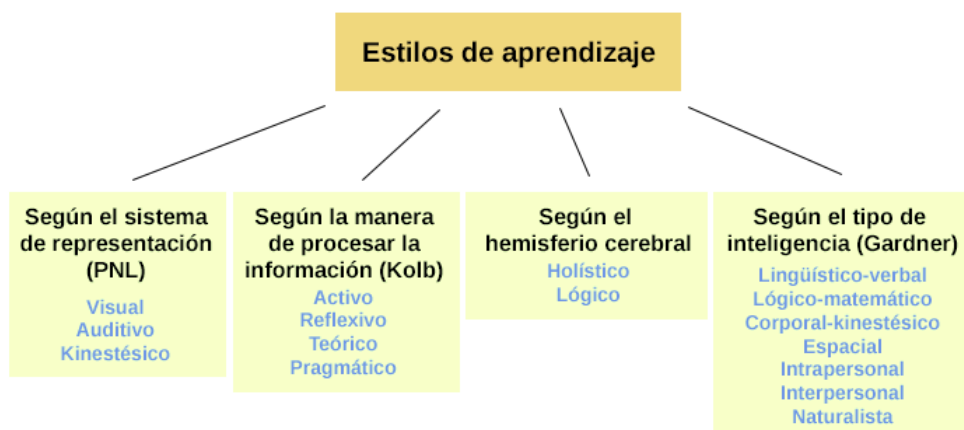 Estilos de aprendizaje
Según el sistema
de representación
(PNL)
Visual
Auditivo
Kinestésico
Según la manera
de procesar la
información (Kolb)
Activo
Reflexivo
Teórico
Pragmático
Según el
hemisferio cerebral
Holístico
Lógico
Según el tipo de
inteligencia (Gardner)
Lingüístico-verbal
Lógico-matemático
Corporal-kinestésico
Espacial
Intrapersonal
Interpersonal
Naturalista